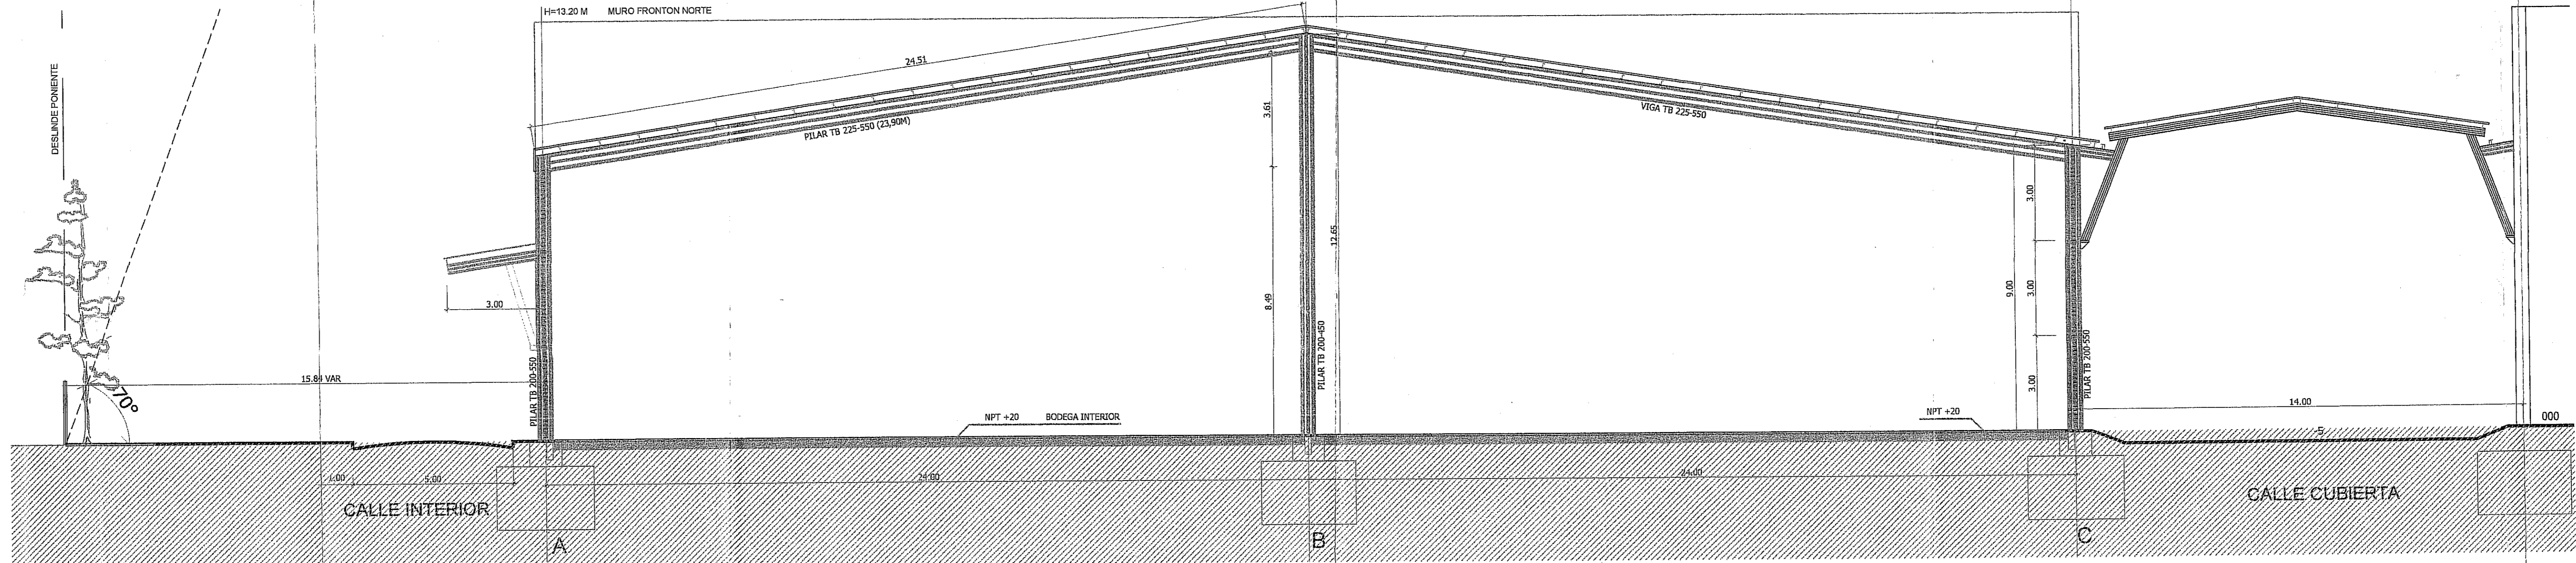 H=13.20 M MURO FRONTON NORTE
DESLINDE PONIENTE
24.51
PILAR TB 225-550 (23,90M)
3.61
VIGA TB 225-550
3.00
3.00
12.65
8.49
9.00
3.00
PILAR TB 200-550
PILAR TB 200-450
PILAR TB 200-550
15.84 VAR
70°
3.00
14.00
NPT +20 BODEGA INTERIOR
NPT +20
000
-5
1.00
24.00
24.00
CALLE INTERIOR
CALLE CUBIERTA
A
B
C